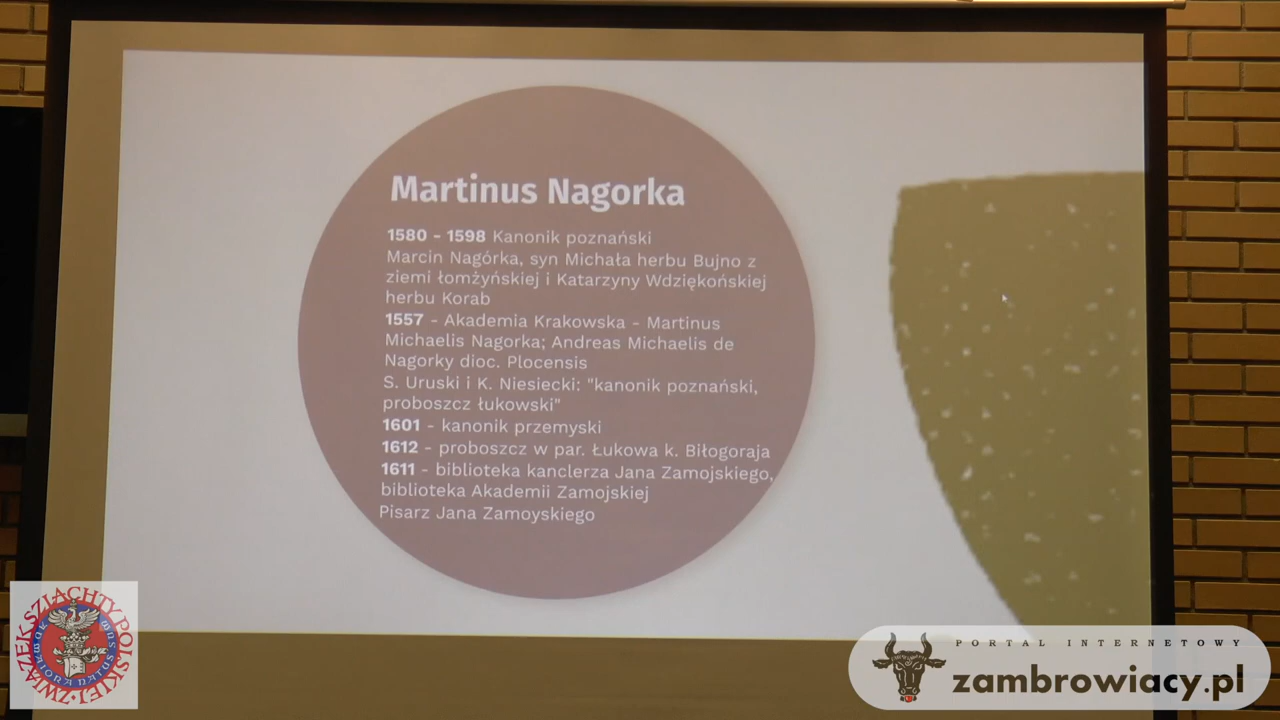 Martinus Nagorka
1580 - 1598 Kanonik poznański
Marcin Nagórka, syn Michała herbu Bujno z
ziemi łomżyńskiej i Katarzyny Wdziękońskiej
herbu Korab
1557 - Akademia Krakowska - Martinus
Michaelis Nagorka; Andreas Michaelis de
Nagorky dioc. Plocensis
S. Uruski i K. Niesiecki: "kanonik poznański,
proboszcz łukowski"
1601 - kanonik przemyski
1612 - proboszcz w par. Łukowa k. Biłogoraja
1611 - biblioteka kanclerza Jana Zamojskiego,
biblioteka Akademii Zamojskiej
Pisarz Jana Zamoyskiego
ZWIĄZEK SZLACHTY POLSKIEJ
PORTAL INTERNETOWY
zambrowiacy.pl